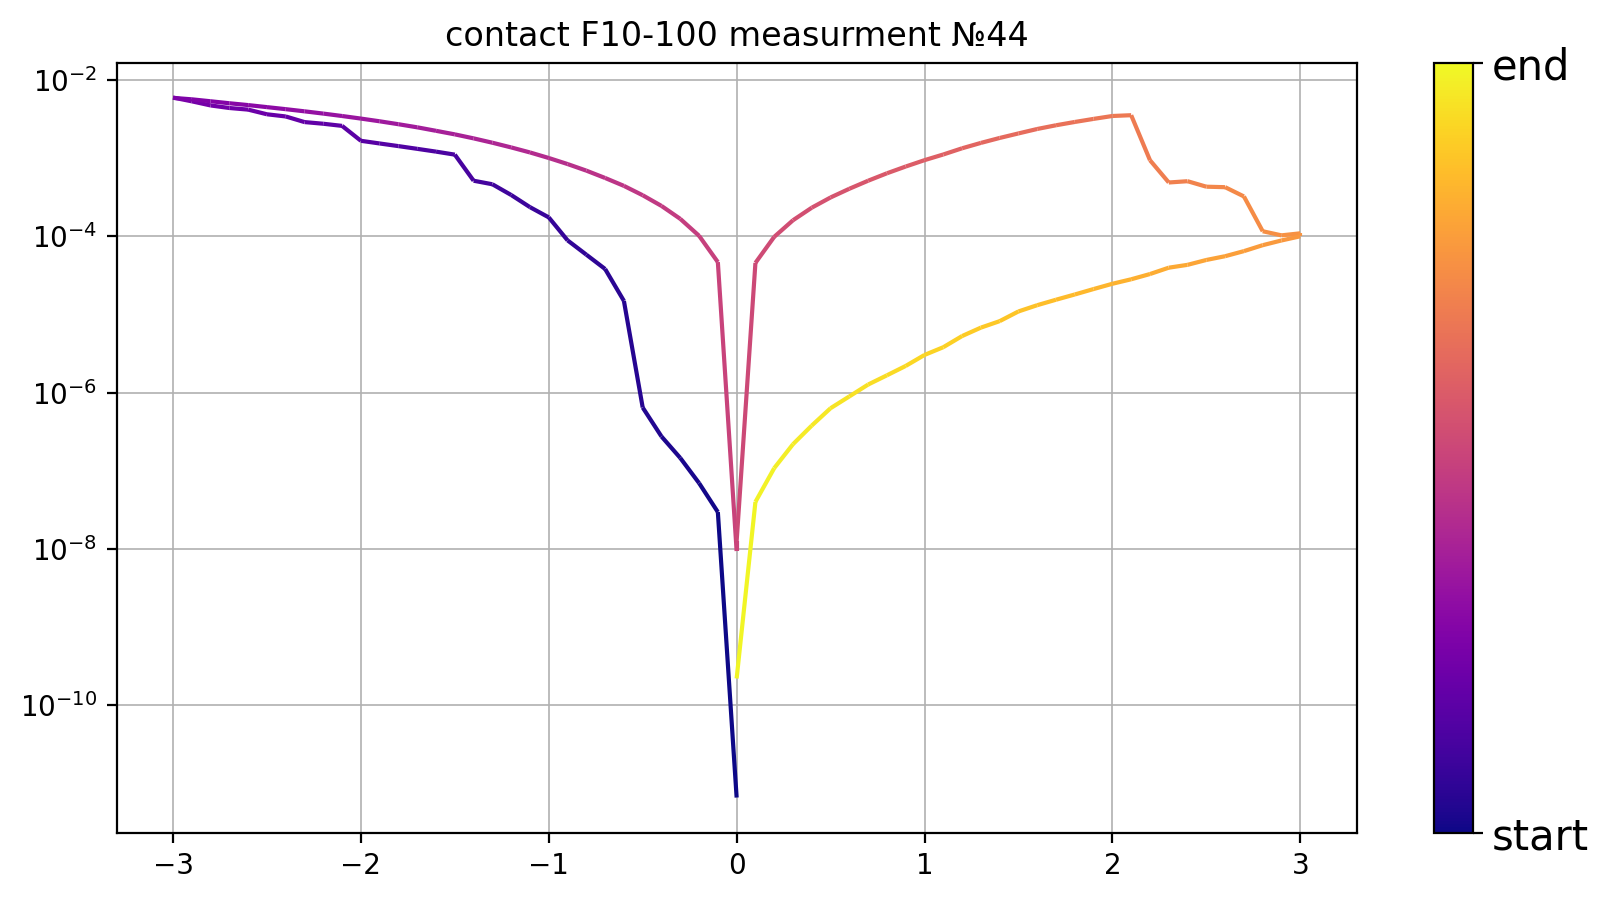 contact F10-100 measurment №44
10⁻²
10⁻⁴
10⁻⁶
10⁻⁸
10⁻¹⁰
−3 −2 −1 0 1 2 3
end
start